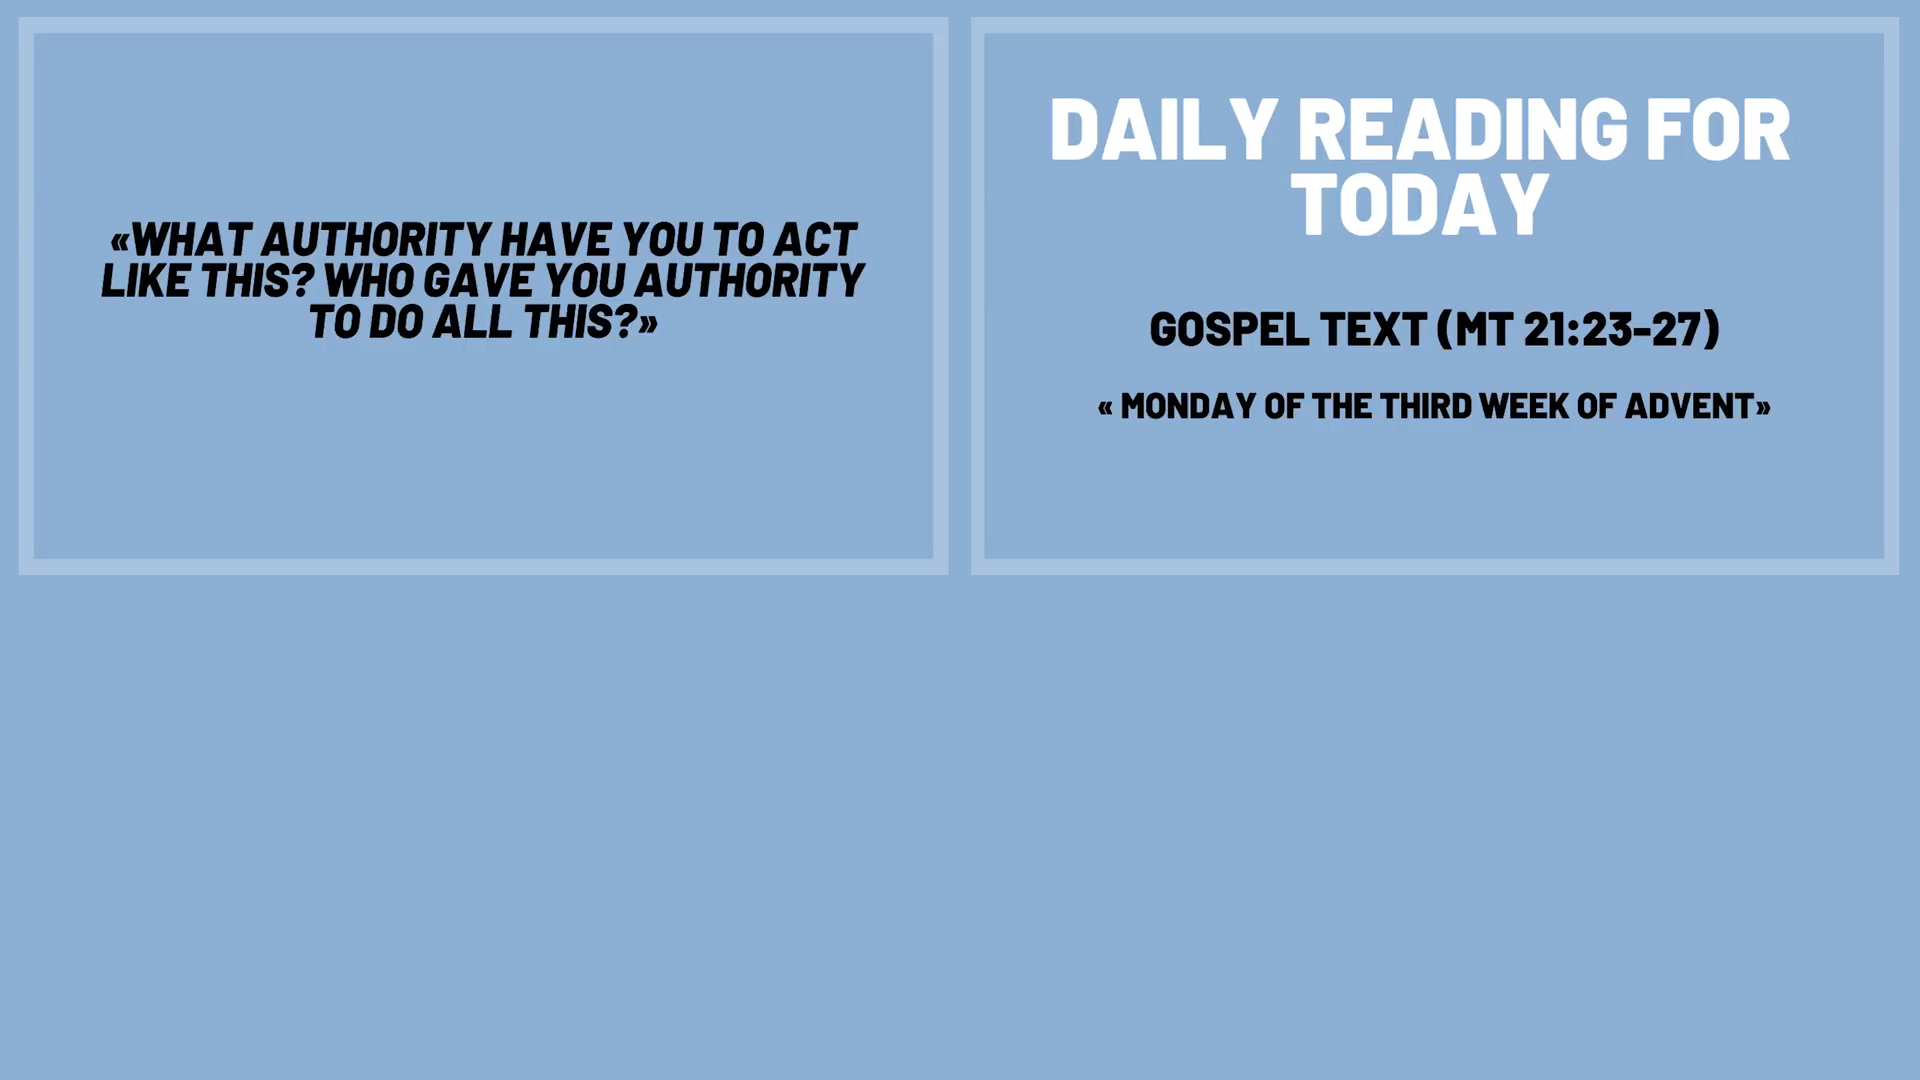 «WHAT AUTHORITY HAVE YOU TO ACT
LIKE THIS? WHO GAVE YOU AUTHORITY
TO DO ALL THIS?»
DAILY READING FOR
TODAY
GOSPEL TEXT (MT 21:23-27)
« MONDAY OF THE THIRD WEEK OF ADVENT»